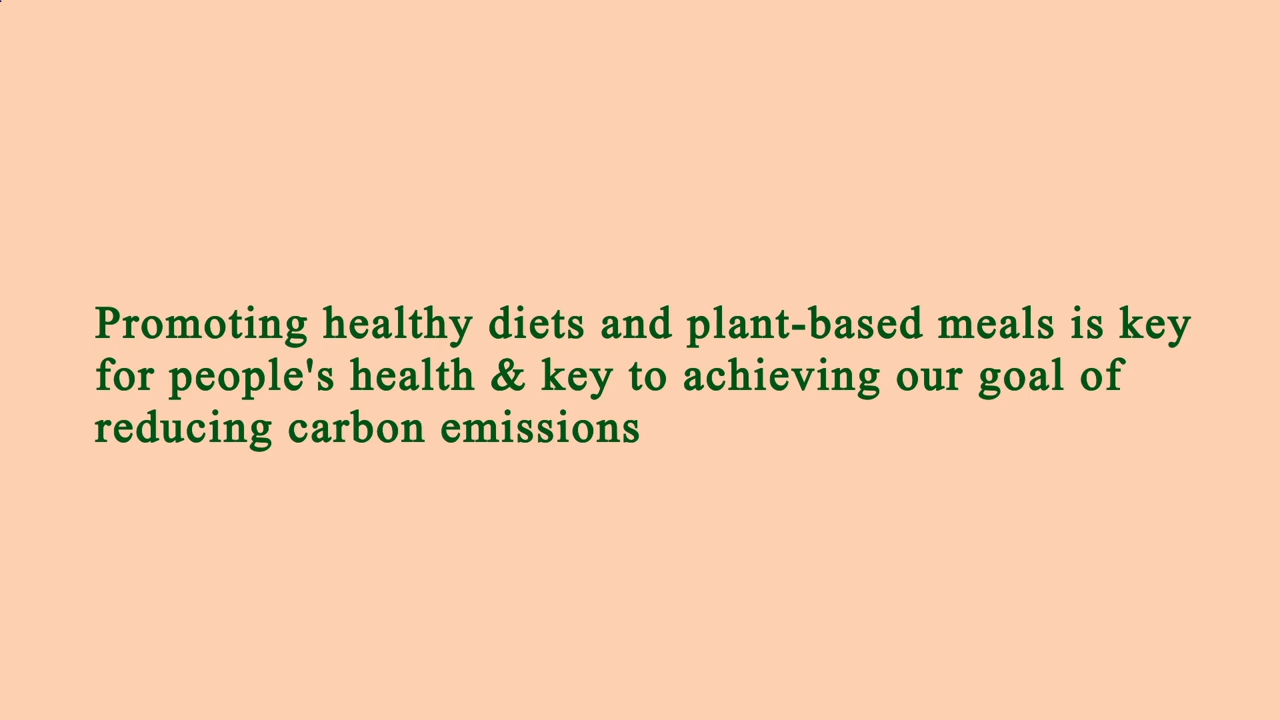 Promoting healthy diets and plant-based meals is key
for people's health & key to achieving our goal of
reducing carbon emissions